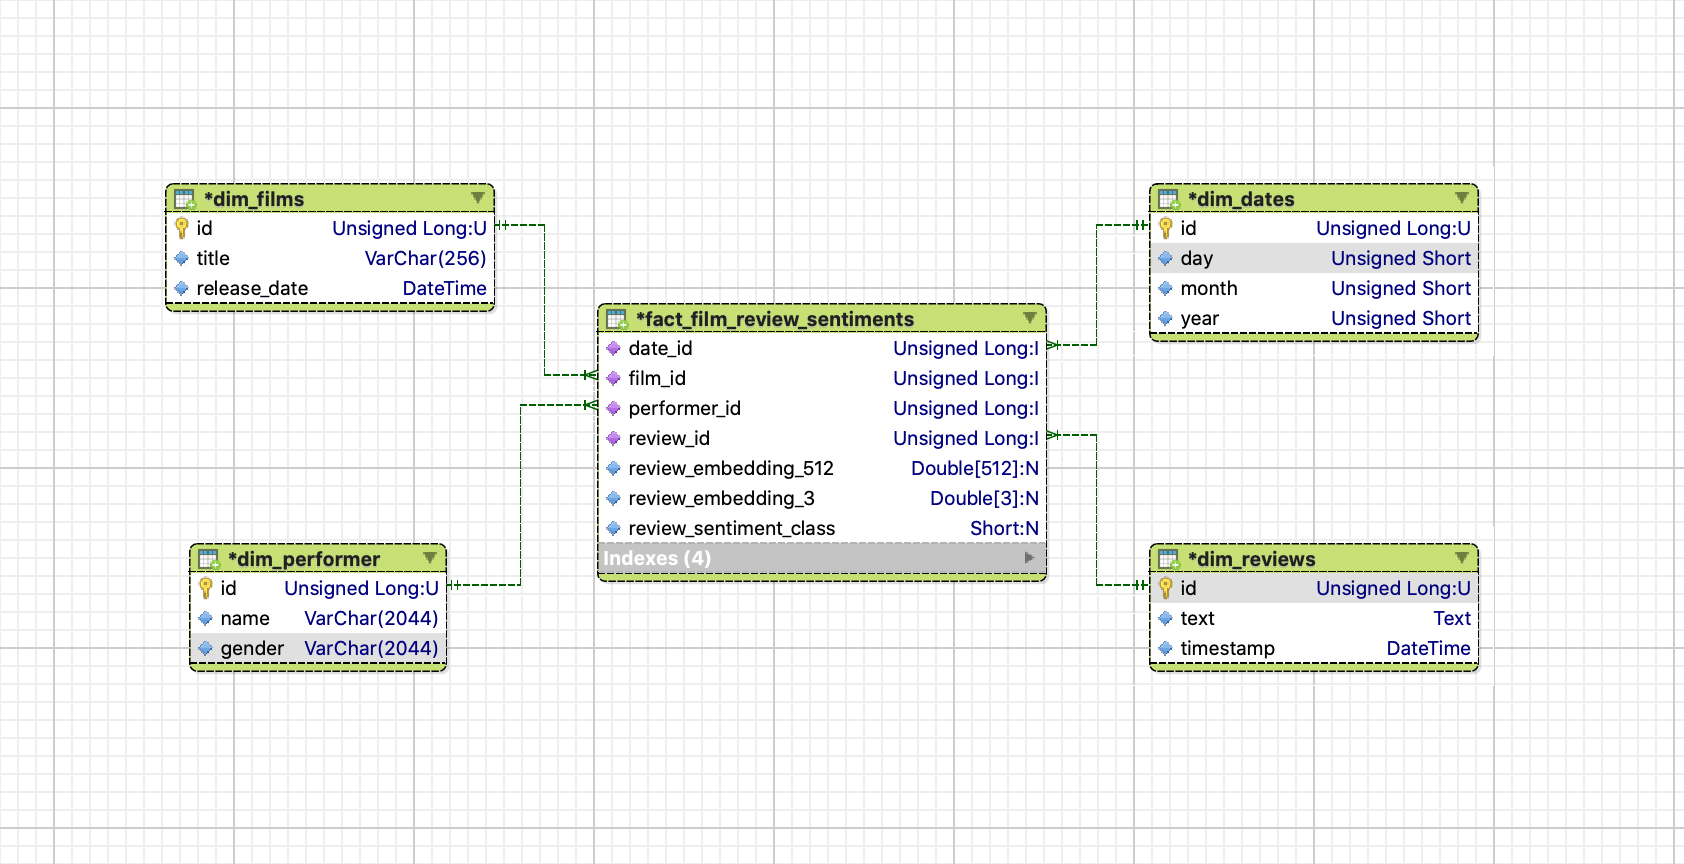 *dim_films
id Unsigned Long:U
title VarChar(256)
release_date DateTime
*dim_dates
id Unsigned Long:U
day Unsigned Short
month Unsigned Short
year Unsigned Short
*fact_film_review_sentiments
date_id Unsigned Long:I
film_id Unsigned Long:I
performer_id Unsigned Long:I
review_id Unsigned Long:I
review_embedding_512 Double[512]:N
review_embedding_3 Double[3]:N
review_sentiment_class Short:N
Indexes (4)
*dim_performer
id Unsigned Long:U
name VarChar(2044)
gender VarChar(2044)
*dim_reviews
id Unsigned Long:U
text Text
timestamp DateTime